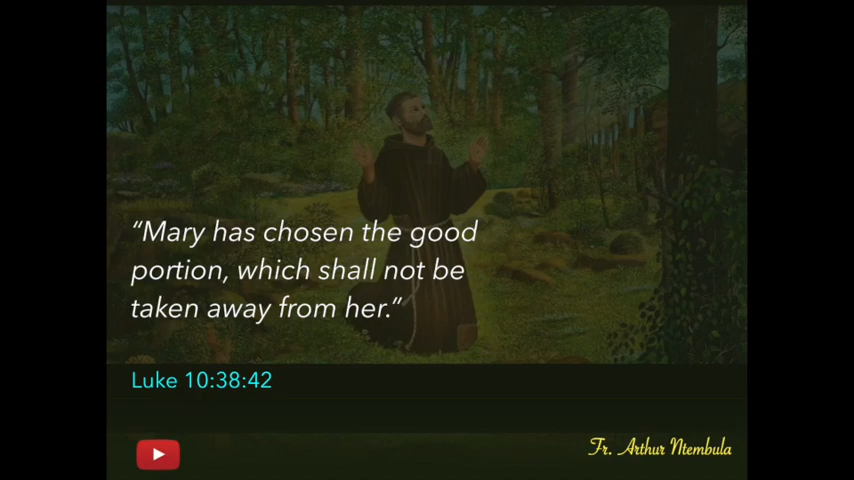 “Mary has chosen the good
portion, which shall not be
taken away from her.”
Luke 10:38:42
Fr. Arthur Ntembula